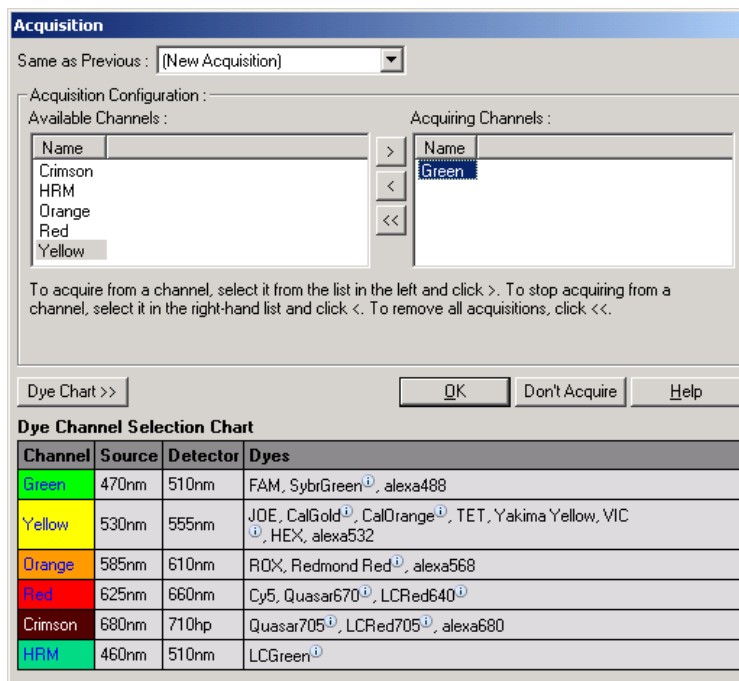 Acquisition
Same as Previous : (New Acquisition)
Acquisition Configuration :
Available Channels :
Name
Crimson
HRM
Orange
Red
Yellow
>
<
<<
Acquiring Channels :
Name
Green
To acquire from a channel, select it from the list in the left and click >. To stop acquiring from a
channel, select it in the right-hand list and click <. To remove all acquisitions, click <<.
Dye Chart >> OK Don't Acquire Help
Dye Channel Selection Chart
Channel Source Detector Dyes
Green 470nm 510nm FAM, SybrGreen ⓘ, alexa488
Yellow 530nm 555nm JOE, CalGold ⓘ, CalOrange ⓘ, TET, Yakima Yellow, VIC
ⓘ, HEX, alexa532
Orange 585nm 610nm ROX, Redmond Red ⓘ, alexa568
Red 625nm 660nm Cy5, Quasar670 ⓘ, LCRed640 ⓘ
Crimson 680nm 710hp Quasar705 ⓘ, LCRed705 ⓘ, alexa680
HRM 460nm 510nm LCGreen ⓘ